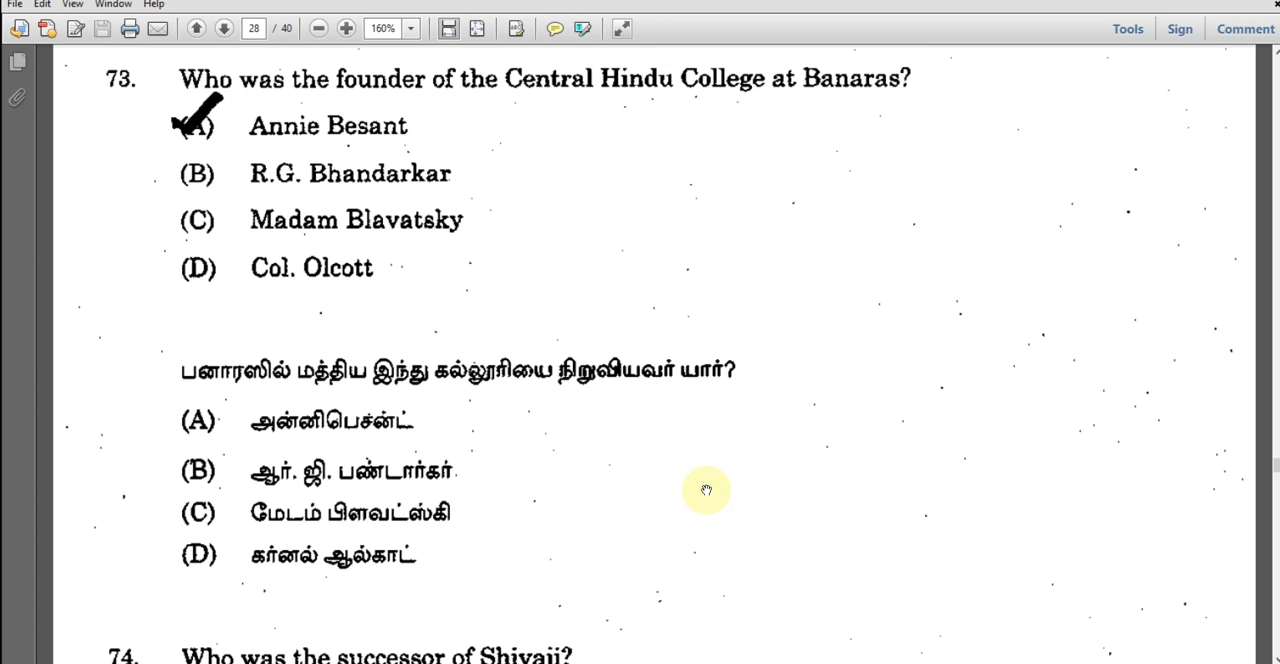 File Edit View Window Help
28 / 40 160% Tools Sign Comment
73. Who was the founder of the Central Hindu College at Banaras?
(A) Annie Besant
(B) R.G. Bhandarkar
(C) Madam Blavatsky
(D) Col. Olcott
பனாரஸில் மத்திய இந்து கல்லூரியை நிறுவியவர் யார்?
(A) அன்னிபெசன்ட்
(B) ஆர். ஜி. பண்டார்கர்
(C) மேடம் பிளவட்ஸ்கி
(D) கர்னல் ஆல்காட்
74. Who was the successor of Shivaji?